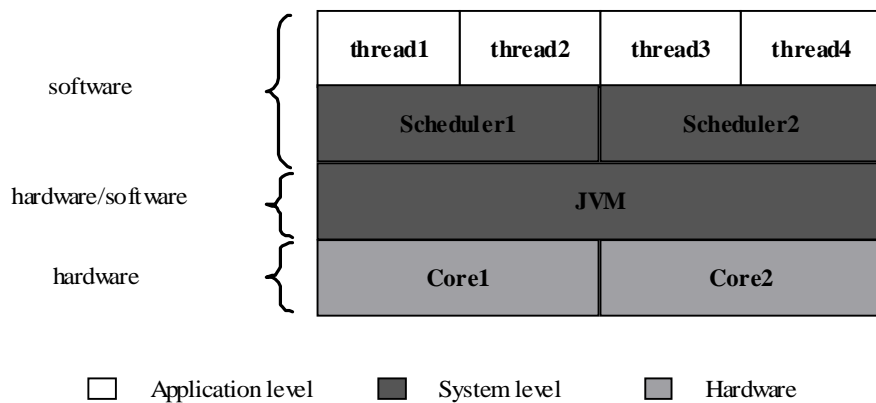 thread1 thread2 thread3 thread4
software
Scheduler1 Scheduler2
hardware/software
JVM
hardware
Core1 Core2
Application level System level Hardware